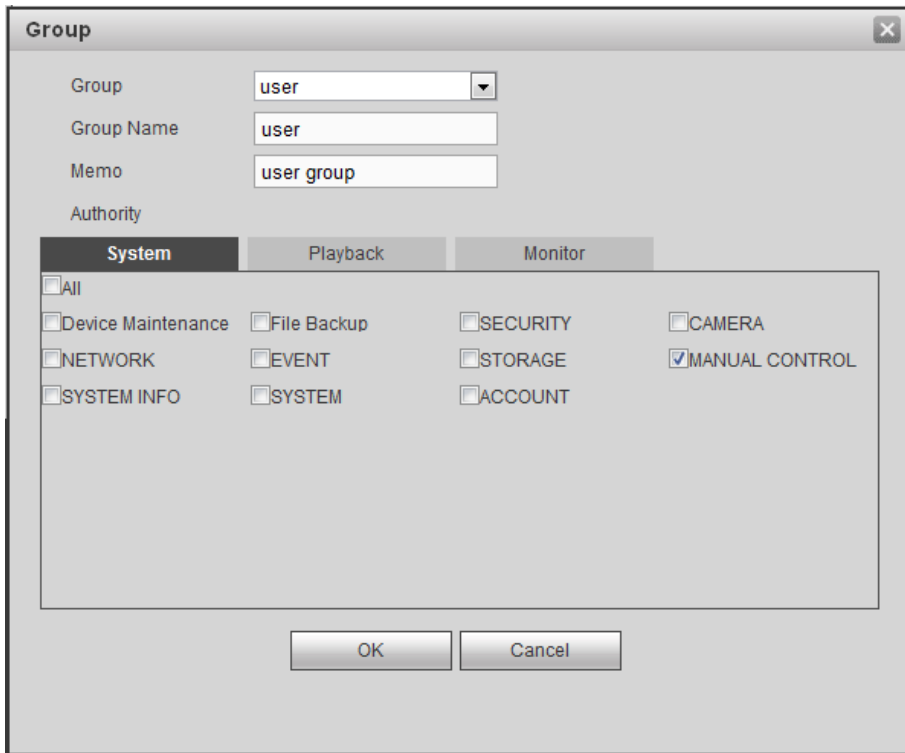 Group
Group user
Group Name user
Memo user group
Authority
System Playback Monitor
All
Device Maintenance File Backup SECURITY CAMERA
NETWORK EVENT STORAGE MANUAL CONTROL
SYSTEM INFO SYSTEM ACCOUNT
OK Cancel